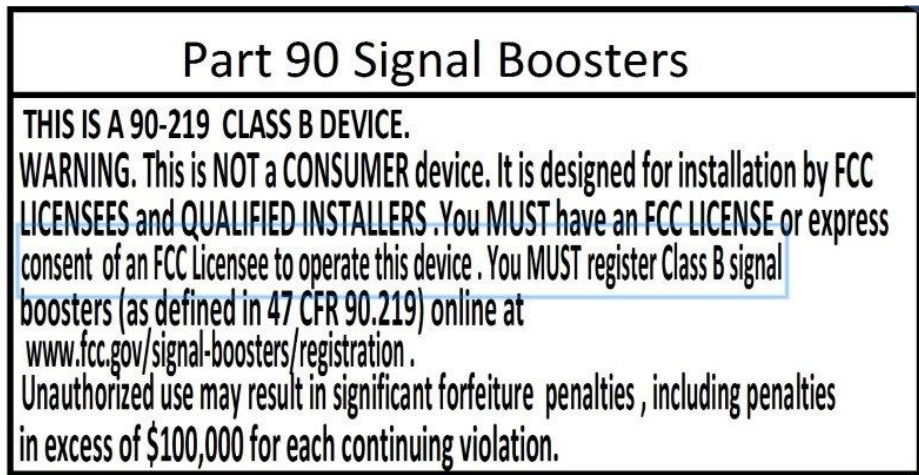 Part 90 Signal Boosters
THIS IS A 90-219 CLASS B DEVICE.
WARNING. This is NOT a CONSUMER device. It is designed for installation by FCC
LICENSEES and QUALIFIED INSTALLERS .You MUST have an FCC LICENSE or express
consent of an FCC Licensee to operate this device . You MUST register Class B signal
boosters (as defined in 47 CFR 90.219) online at
www.fcc.gov/signal-boosters/registration .
Unauthorized use may result in significant forfeiture penalties , including penalties
in excess of $100,000 for each continuing violation.